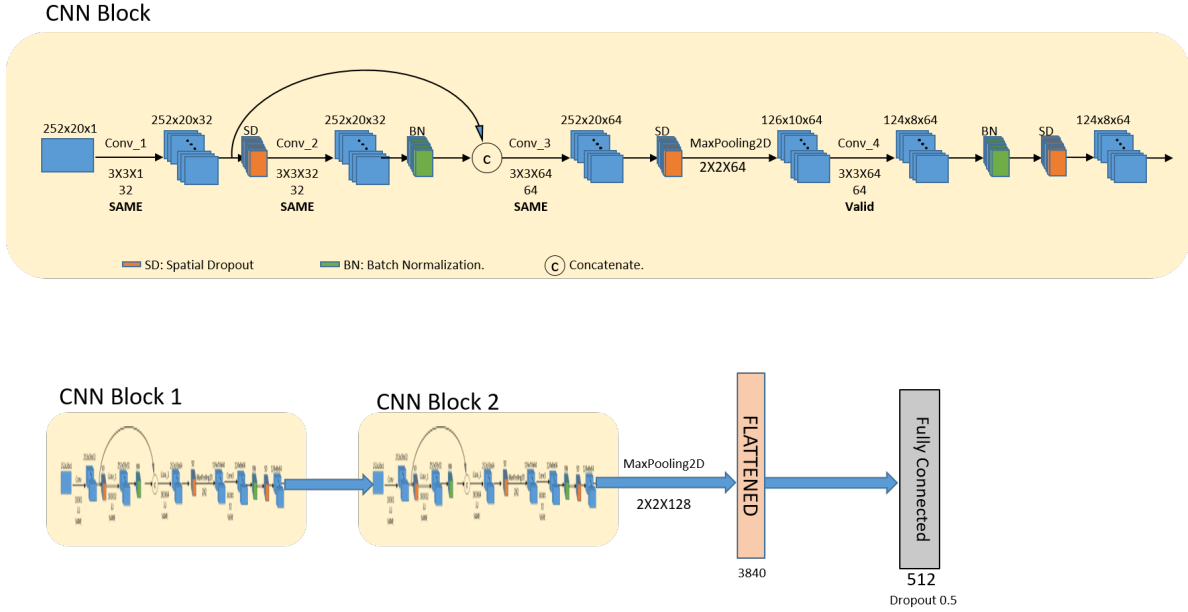 CNN Block
252x20x1
Conv_1
3X3X1
32
SAME
252x20x32
SD
Conv_2
3X3X32
32
SAME
252x20x32
BN
C
Conv_3
3X3X64
64
SAME
252x20x64
SD
MaxPooling2D
2X2X64
126x10x64
Conv_4
3X3X64
64
Valid
124x8x64
BN
SD
124x8x64
SD: Spatial Dropout
BN: Batch Normalization.
C Concatenate.
CNN Block 1
CNN Block 2
MaxPooling2D
2X2X128
FLATTENED
3840
Fully Connected
512
Dropout 0.5